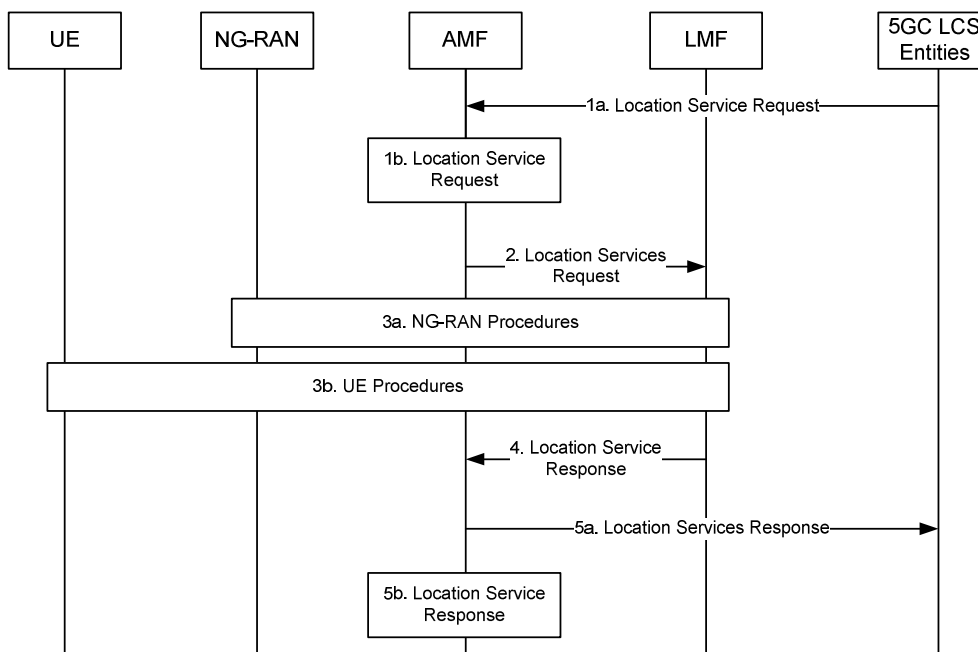 UE
NG-RAN
AMF
LMF
5GC LCS
Entities
1a. Location Service Request
1b. Location Service
Request
2. Location Services
Request
3a. NG-RAN Procedures
3b. UE Procedures
4. Location Service
Response
5a. Location Services Response
5b. Location Service
Response